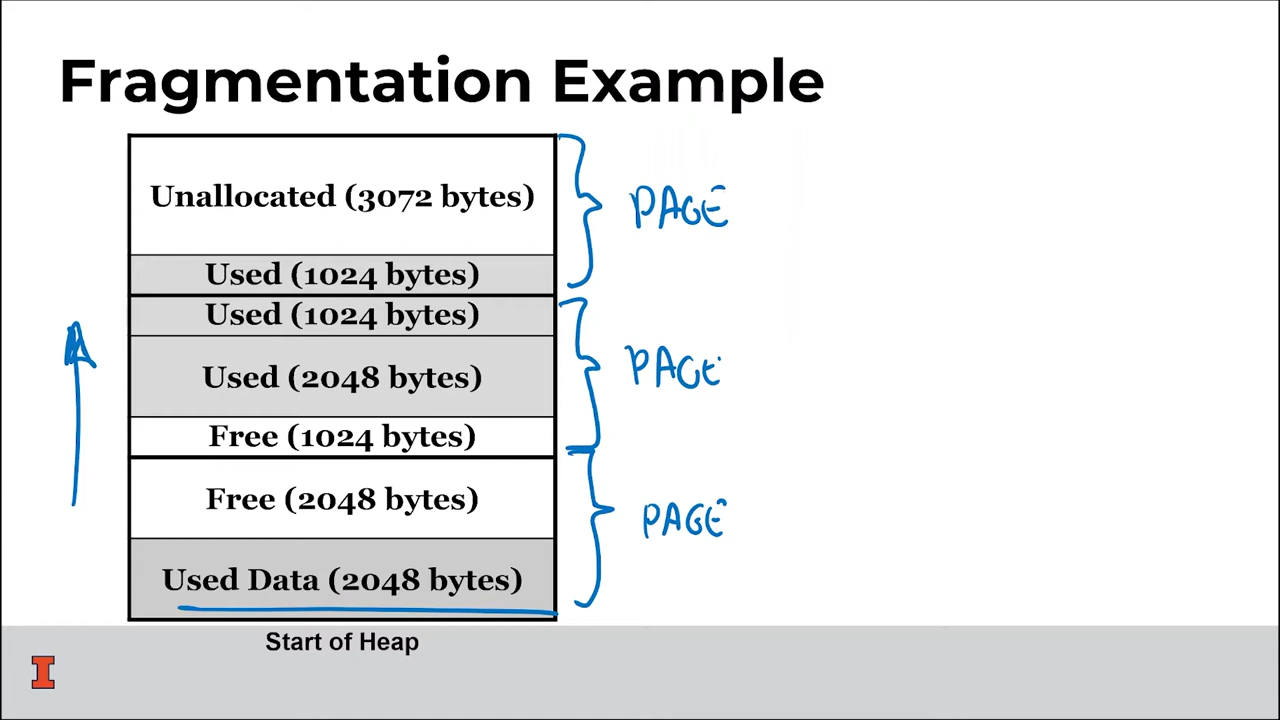 Fragmentation Example
Unallocated (3072 bytes)
PAGE
Used (1024 bytes)
Used (1024 bytes)
Used (2048 bytes)
PAGE
Free (1024 bytes)
Free (2048 bytes)
PAGE
Used Data (2048 bytes)
Start of Heap
I